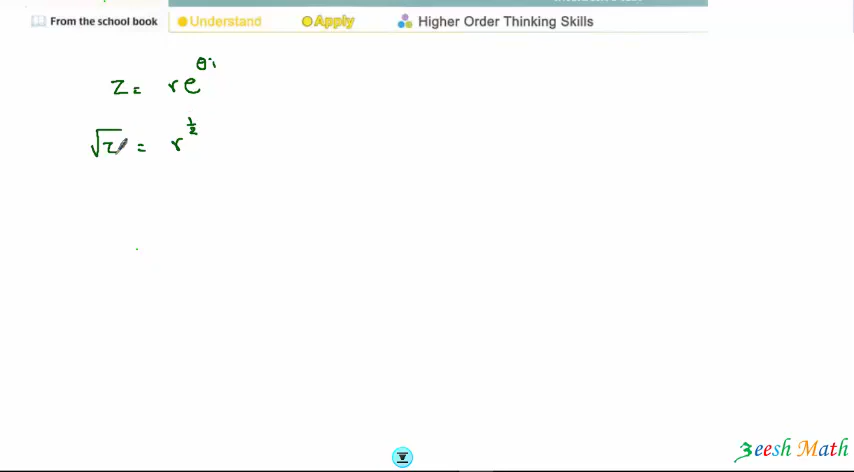 From the school book Understand Apply Higher Order Thinking Skills
z = re^θi
√z = r^1/2
Zeesh Math